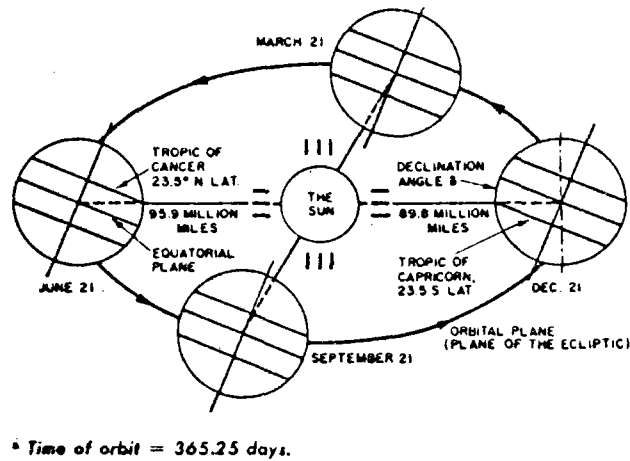 MARCH 21
TROPIC OF
CANCER
23.5° N LAT.
95.9 MILLION
MILES
EQUATORIAL
PLANE
JUNE 21
THE
SUN
DECLINATION
ANGLE 8
89.8 MILLION
MILES
TROPIC OF
CAPRICORN,
23.5 S LAT
DEC. 21
SEPTEMBER 21
ORBITAL PLANE
(PLANE OF THE ECLIPTIC)
* Time of orbit = 365.25 days.